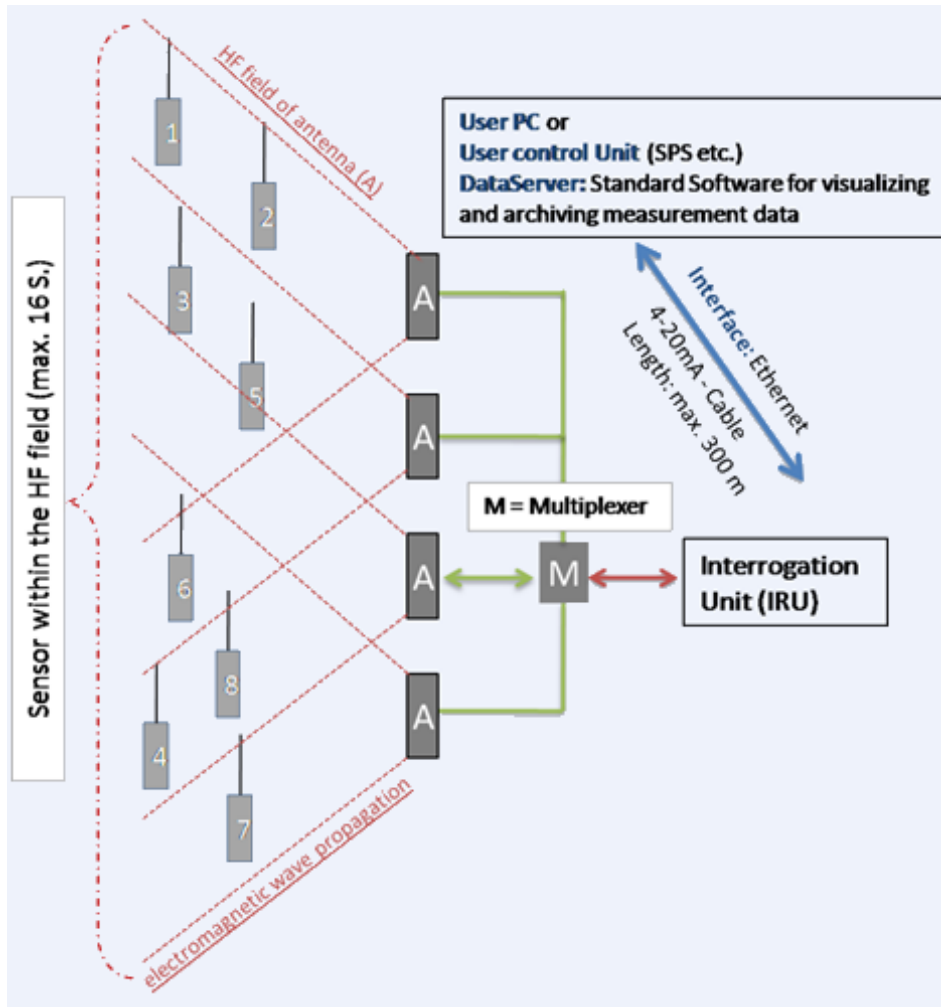 Sensor within the HF field (max. 16 S.)
HF field of antenna (A)
1
2
3
5
6
8
4
7
electromagnetic wave propagation
A
A
A
A
User PC or
User control Unit (SPS etc.)
DataServer: Standard Software for visualizing
and archiving measurement data
Interface: Ethernet
4-20mA - Cable
Length: max. 300 m
M = Multiplexer
M
Interrogation
Unit (IRU)